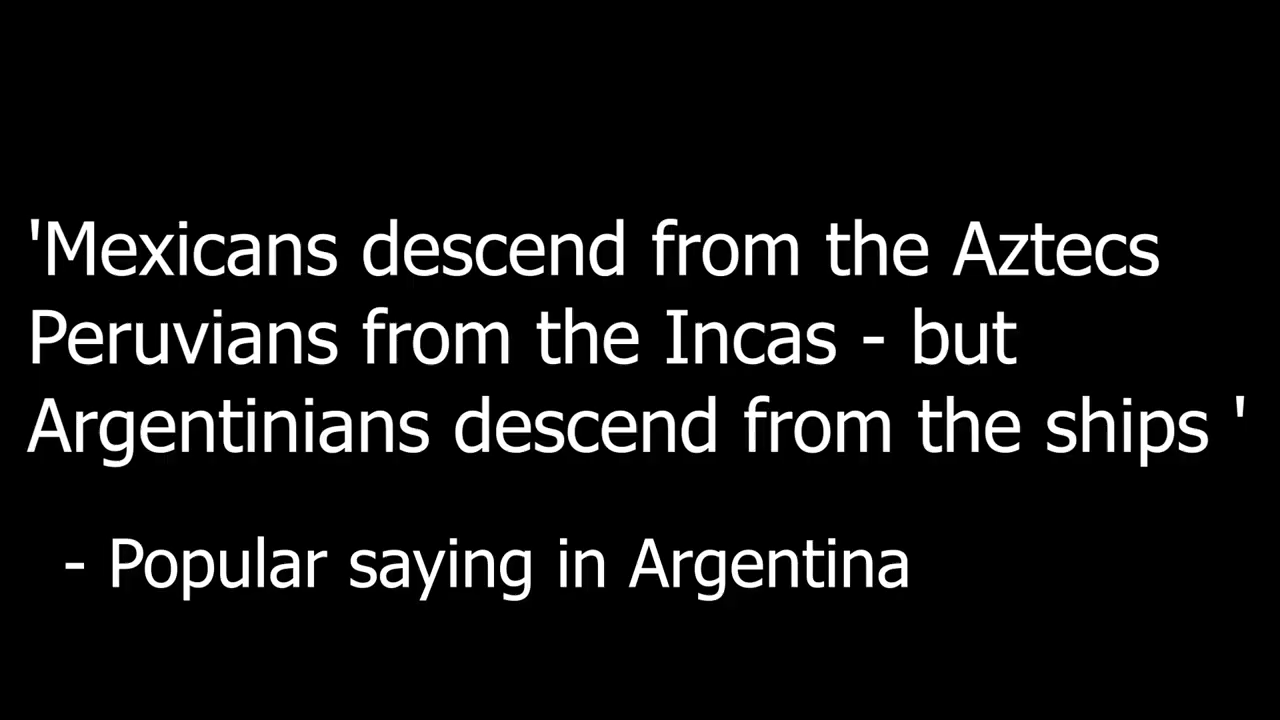 'Mexicans descend from the Aztecs
Peruvians from the Incas - but
Argentinians descend from the ships '
- Popular saying in Argentina